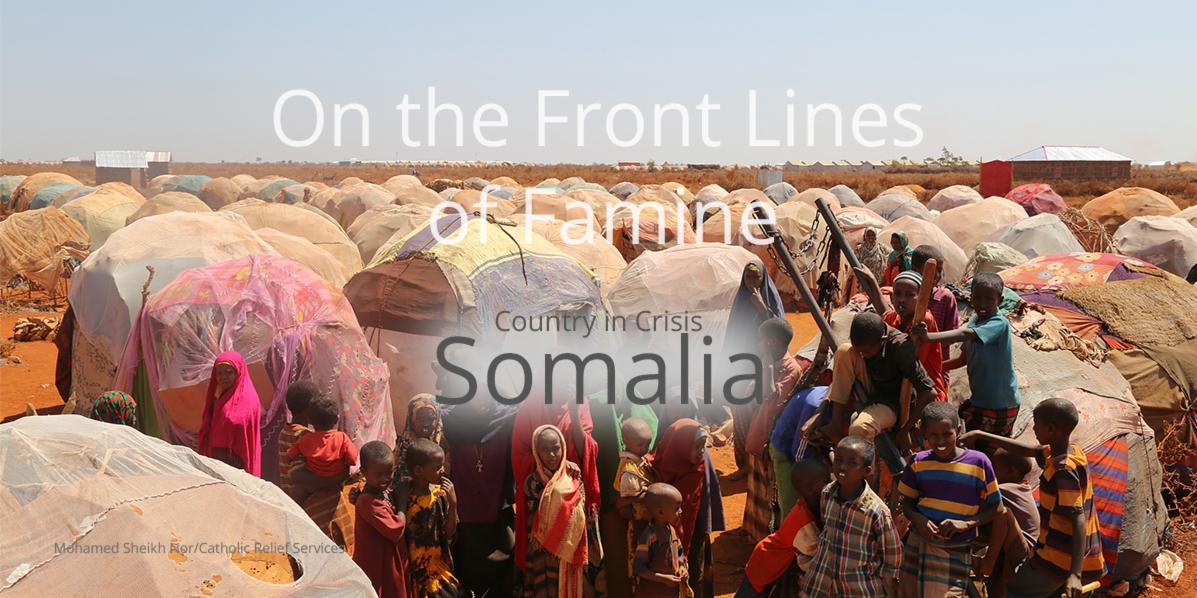 On the Front Lines
of Famine
Country in Crisis
Somalia
Mohamed Sheikh Nor/Catholic Relief Services